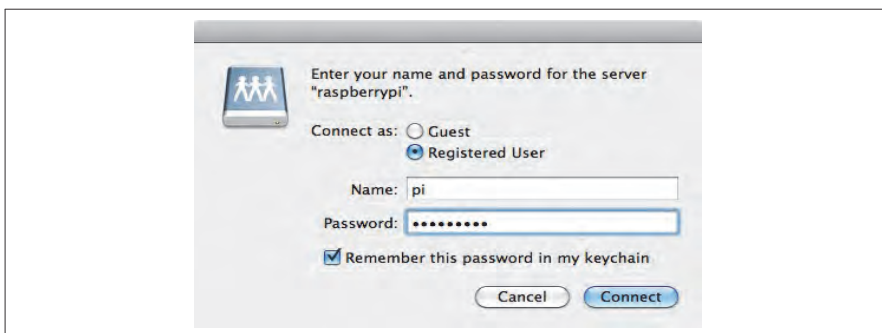 Enter your name and password for the server
"raspberrypi".
Connect as: Guest
Registered User
Name: pi
Password: •••••••••
Remember this password in my keychain
Cancel Connect